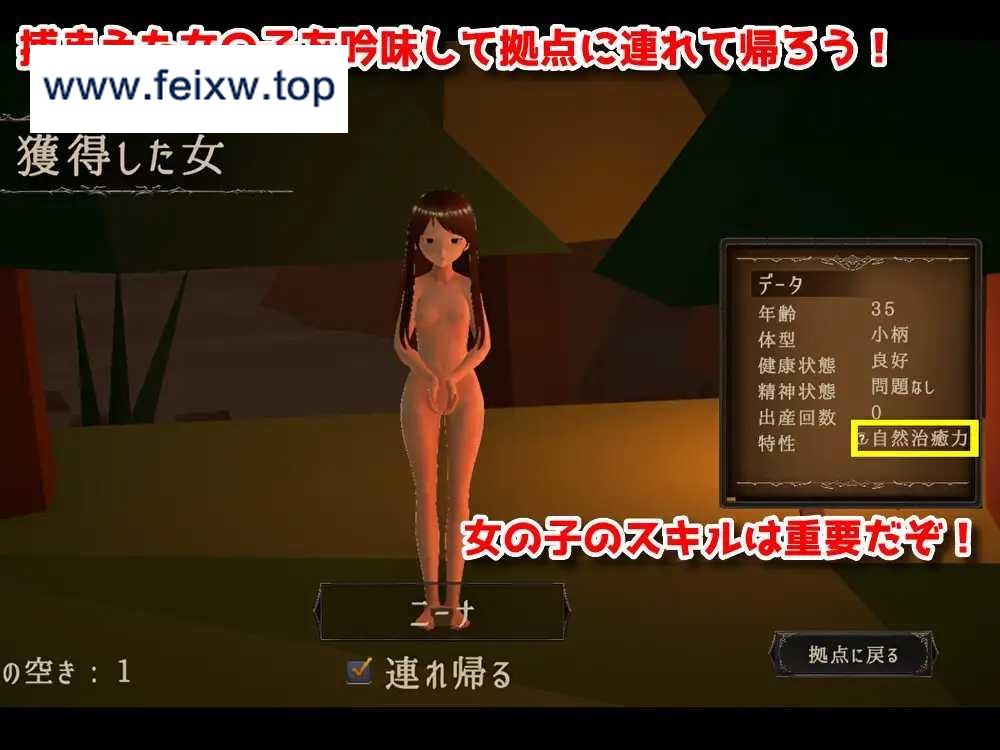 吟味して拠点に連れて帰ろう！
www.feixw.top
獲得した女
データ
年齢 35
体型 小柄
健康状態 良好
精神状態 問題なし
出産回数 0
特性 自然治癒力
女の子のスキルは重要だぞ！
ニーナ
の空き：1
連れ帰る
拠点に戻る